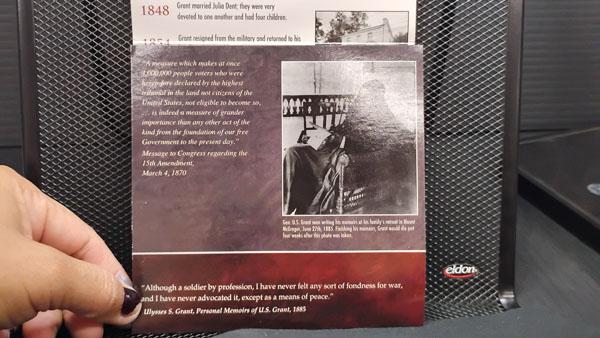 1848 Grant married Julia Dent; they were very
devoted to one another and had four children.
1854 Grant resigned from the military and returned to his
"A measure which makes at once
4,000,000 people voters who were
heretofore declared by the highest
tribunal in the land not citizens of the
United States, not eligible to become so,
... is indeed a measure of grander
importance than any other act of the
kind from the foundation of our free
Government to the present day."
Message to Congress regarding the
15th Amendment,
March 4, 1870
Gen. U.S. Grant seen writing his memoirs at his family's retreat in Mount
McGregor, June 27th, 1885. Finishing his memoirs, Grant would die just
four weeks after this photo was taken.
"Although a soldier by profession, I have never felt any sort of fondness for war,
and I have never advocated it, except as a means of peace."
Ulysses S. Grant, Personal Memoirs of U.S. Grant, 1885
eldon